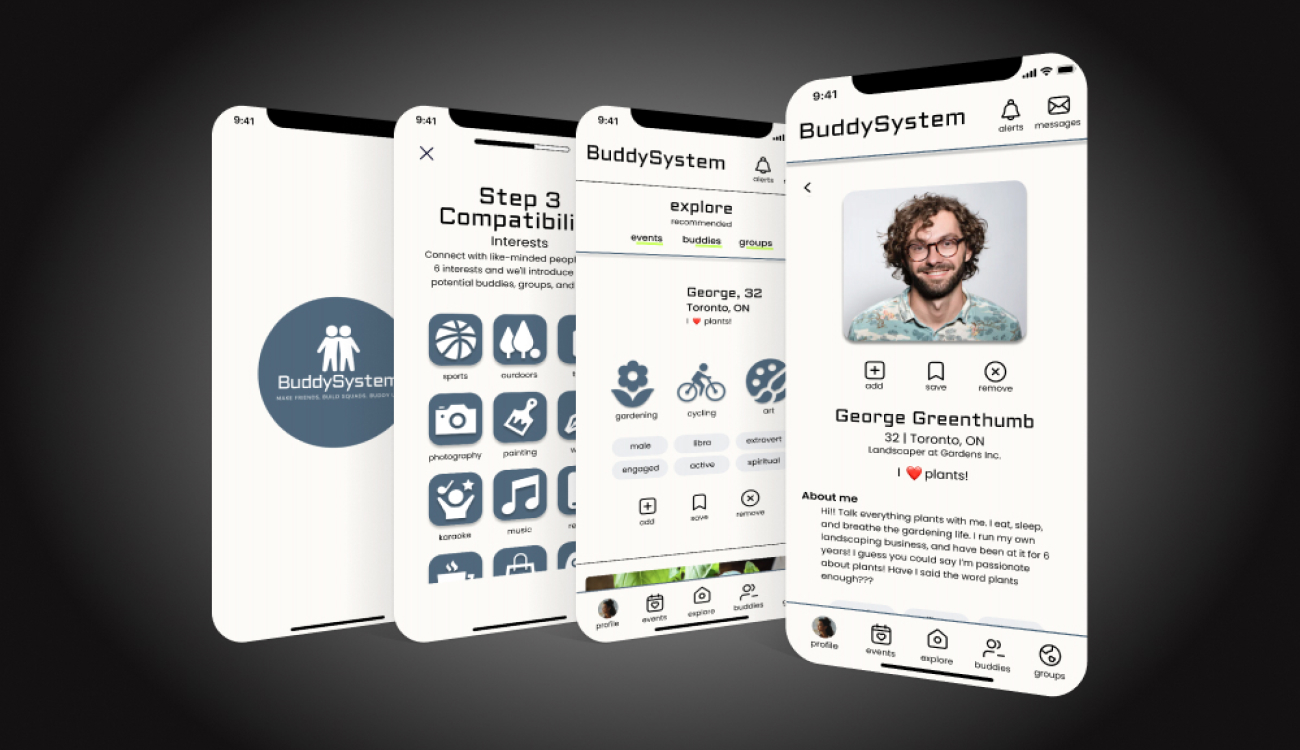 9:41
BuddySystem
MAKE FRIENDS. BUILD SQUADS. BUDDY
9:41
Step 3
Compatibili
Interests
Connect with like-minded peopl
6 interests and we'll introduce
potential buddies, groups, and
sports
ourdoors
photography
painting
w
karaoke
music
re
9:41
BuddySystem
alerts
explore
recommended
events
buddies
groups
George, 32
Toronto, ON
I ❤️ plants!
gardening
cycling
art
male
libra
extrovert
engaged
active
spiritual
add
save
remove
profile
events
explore
buddies
g
9:41
BuddySystem
alerts
messages
add
save
remove
George Greenthumb
32 | Toronto, ON
Landscaper at Gardens Inc.
I ❤️ plants!
About me
Hi!! Talk everything plants with me. I eat, sleep,
and breathe the gardening life. I run my own
landscaping business, and have been at it for 6
years! I guess you could say I'm passionate
about plants! Have I said the word plants
enough???
profile
events
explore
buddies
groups